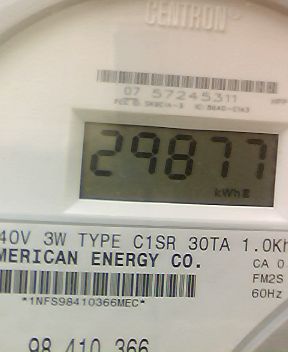 CENTRON®
07 57245311
29877
kWh E
40V 3W TYPE C1SR 30TA 1.0Kh
MERICAN ENERGY CO.
CA 0
FM2S
*1NFS98410366MEC*
60Hz
98 410 366